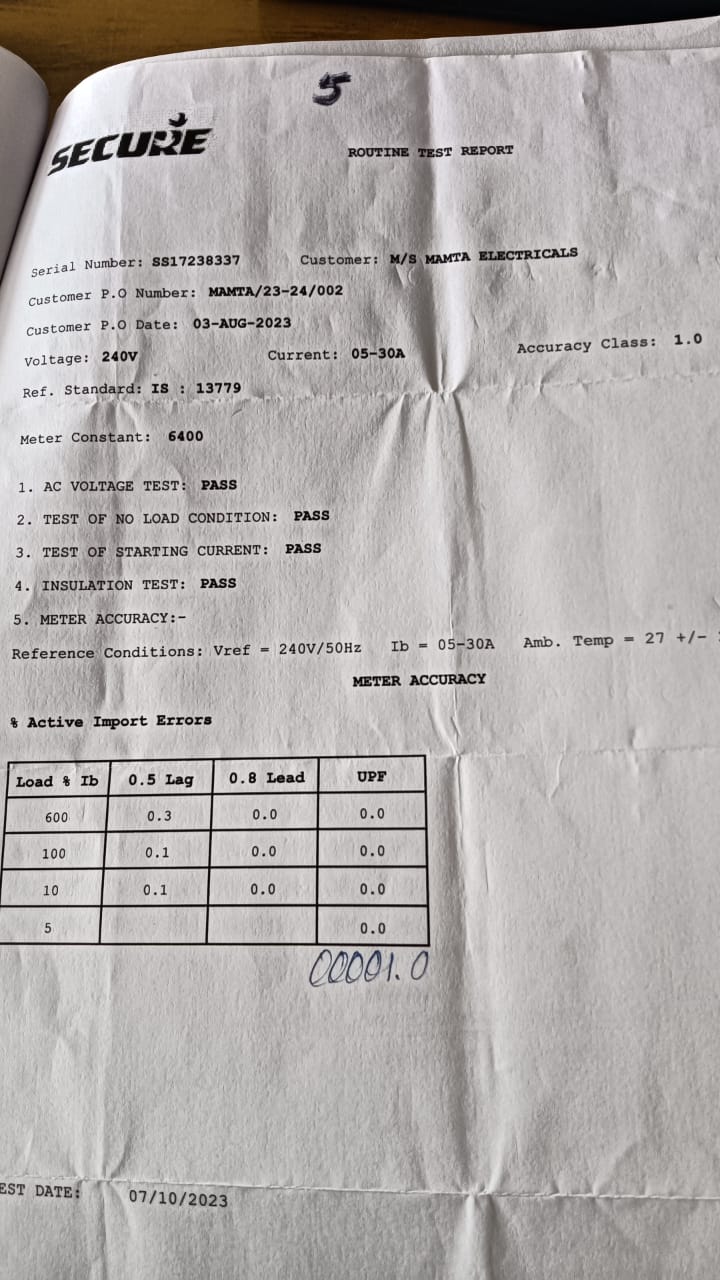 5
SECURE
ROUTINE TEST REPORT
Serial Number: SS17238337 Customer: M/S MAMTA ELECTRICALS
Customer P.O Number: MAMTA/23-24/002
Customer P.O Date: 03-AUG-2023
Voltage: 240V Current: 05-30A Accuracy Class: 1.0
Ref. Standard: IS : 13779
Meter Constant: 6400
1. AC VOLTAGE TEST: PASS
2. TEST OF NO LOAD CONDITION: PASS
3. TEST OF STARTING CURRENT: PASS
4. INSULATION TEST: PASS
5. METER ACCURACY:-
Reference Conditions: Vref = 240V/50Hz Ib = 05-30A Amb. Temp = 27 +/-
METER ACCURACY
% Active Import Errors
Load % Ib 0.5 Lag 0.8 Lead UPF
600 0.3 0.0 0.0
100 0.1 0.0 0.0
10 0.1 0.0 0.0
5 0.0
00001.0
EST DATE: 07/10/2023